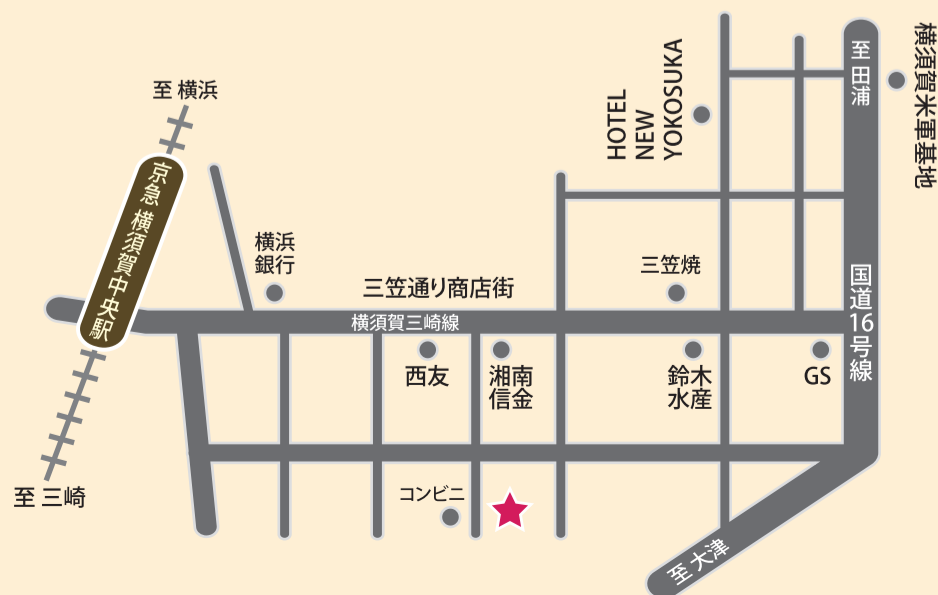 至 横浜
京急 横須賀中央駅
至 三崎
横浜
銀行
三笠通り商店街
横須賀三崎線
西友
湘南
信金
コンビニ
HOTEL
NEW
YOKOSUKA
三笠焼
鈴木
水産
GS
至 田浦
横須賀米軍基地
国道16号線
至 大津